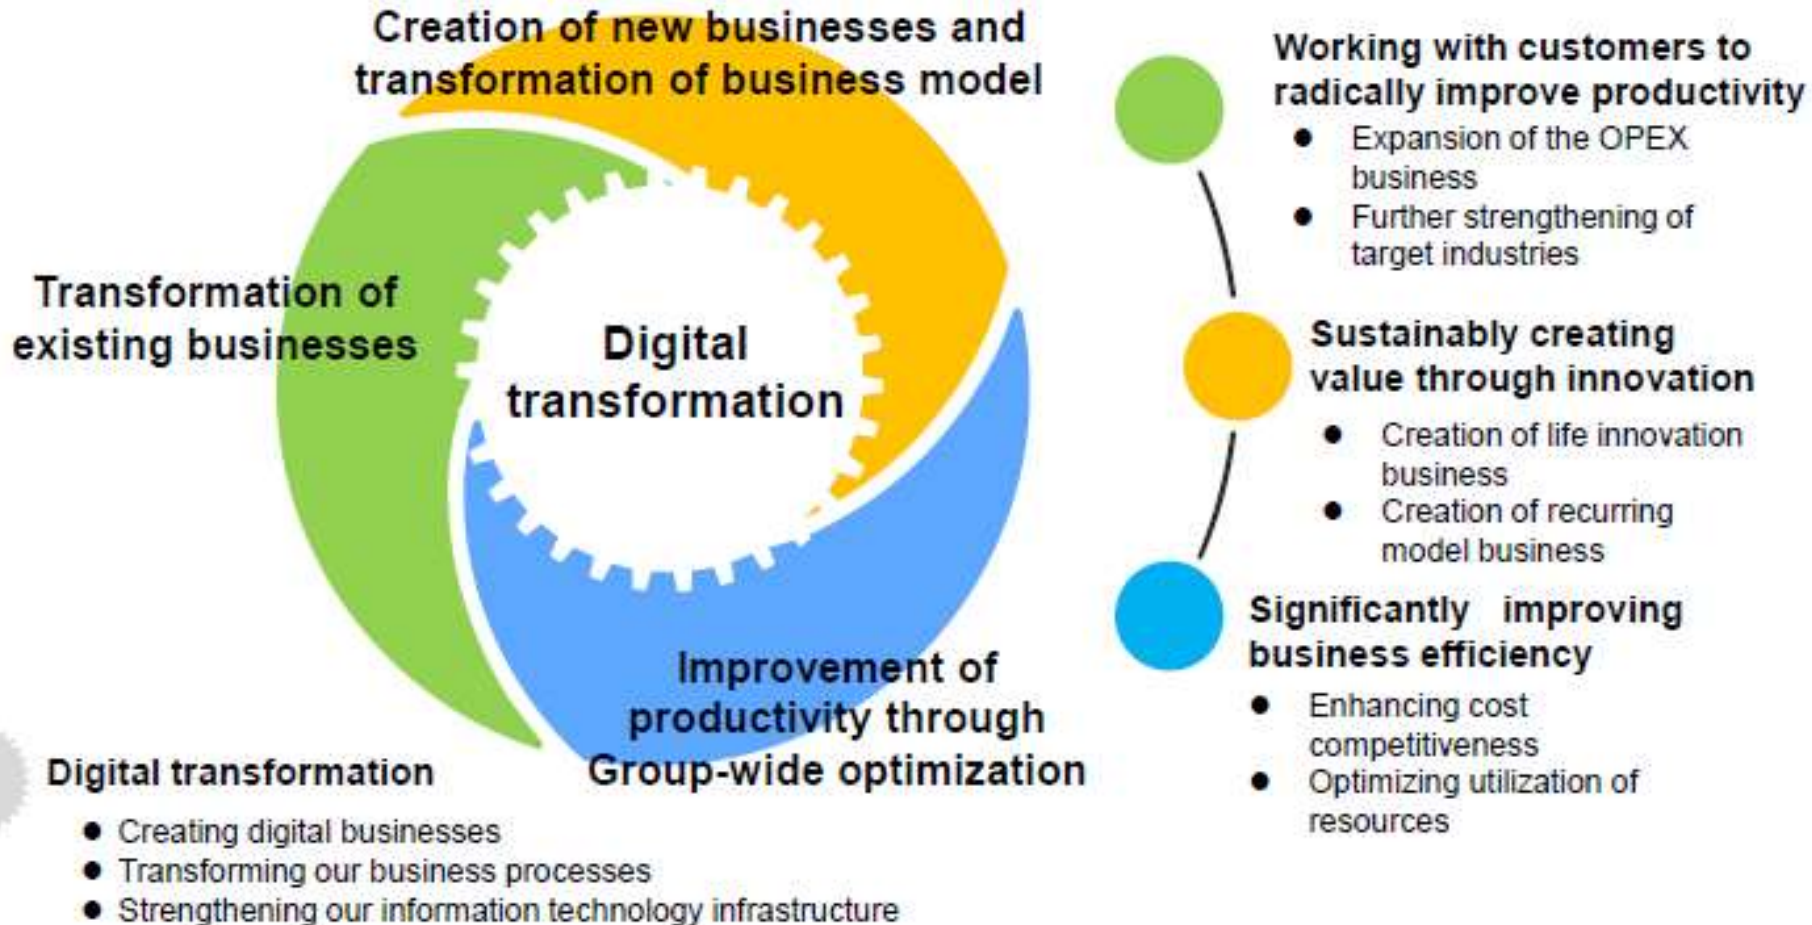 Creation of new businesses and
transformation of business model
Transformation of
existing businesses
Digital
transformation
Improvement of
productivity through
Group-wide optimization
Digital transformation
● Creating digital businesses
● Transforming our business processes
● Strengthening our information technology infrastructure
Working with customers to
radically improve productivity
● Expansion of the OPEX
business
● Further strengthening of
target industries
Sustainably creating
value through innovation
● Creation of life innovation
business
● Creation of recurring
model business
Significantly improving
business efficiency
● Enhancing cost
competitiveness
● Optimizing utilization of
resources